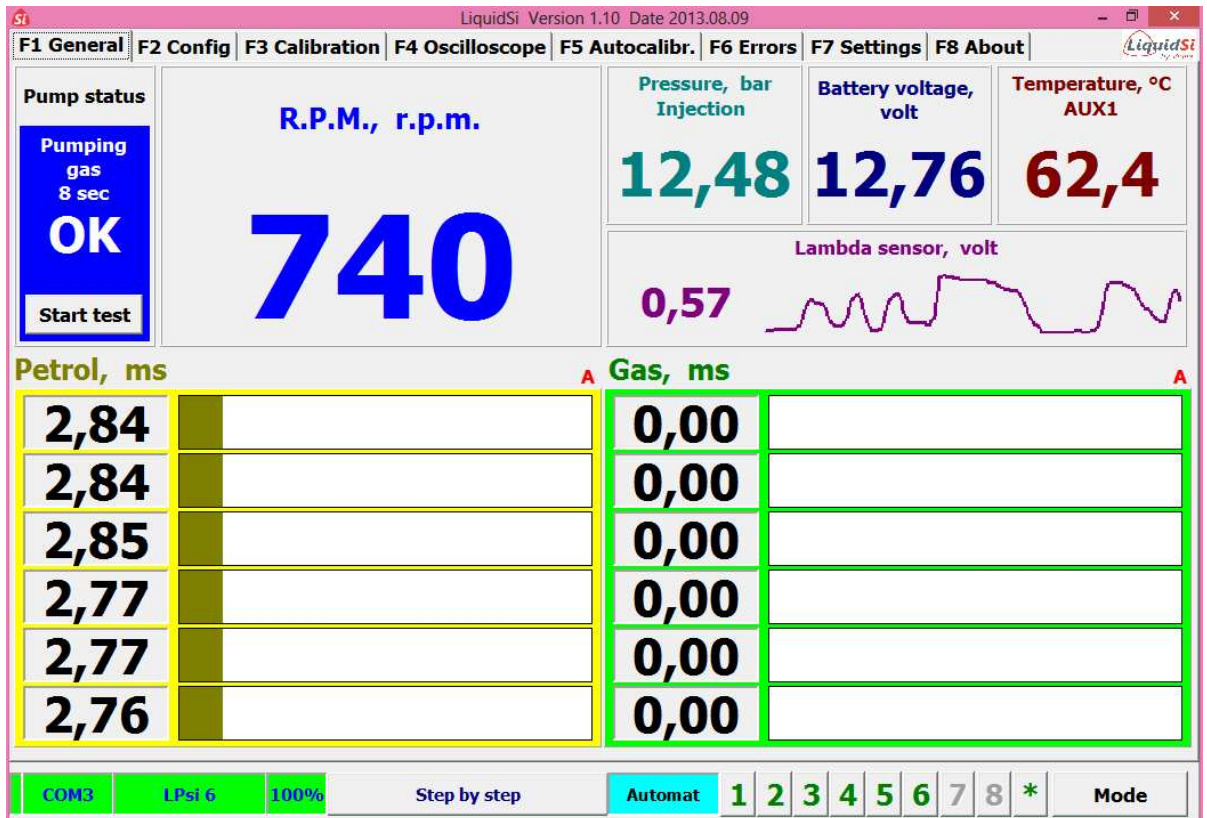 Si
LiquidSi Version 1.10 Date 2013.08.09
F1 General F2 Config F3 Calibration F4 Oscilloscope F5 Autocalibr. F6 Errors F7 Settings F8 About
LiquidSi
Pump status
Pumping
gas
8 sec
OK
Start test
R.P.M., r.p.m.
740
Pressure, bar
Injection
12,48
Battery voltage,
volt
12,76
Temperature, °C
AUX1
62,4
Lambda sensor, volt
0,57
Petrol, ms
A
2,84
2,84
2,85
2,77
2,77
2,76
Gas, ms
A
0,00
0,00
0,00
0,00
0,00
0,00
COM3 LPsi 6 100% Step by step Automat 1 2 3 4 5 6 7 8 * Mode